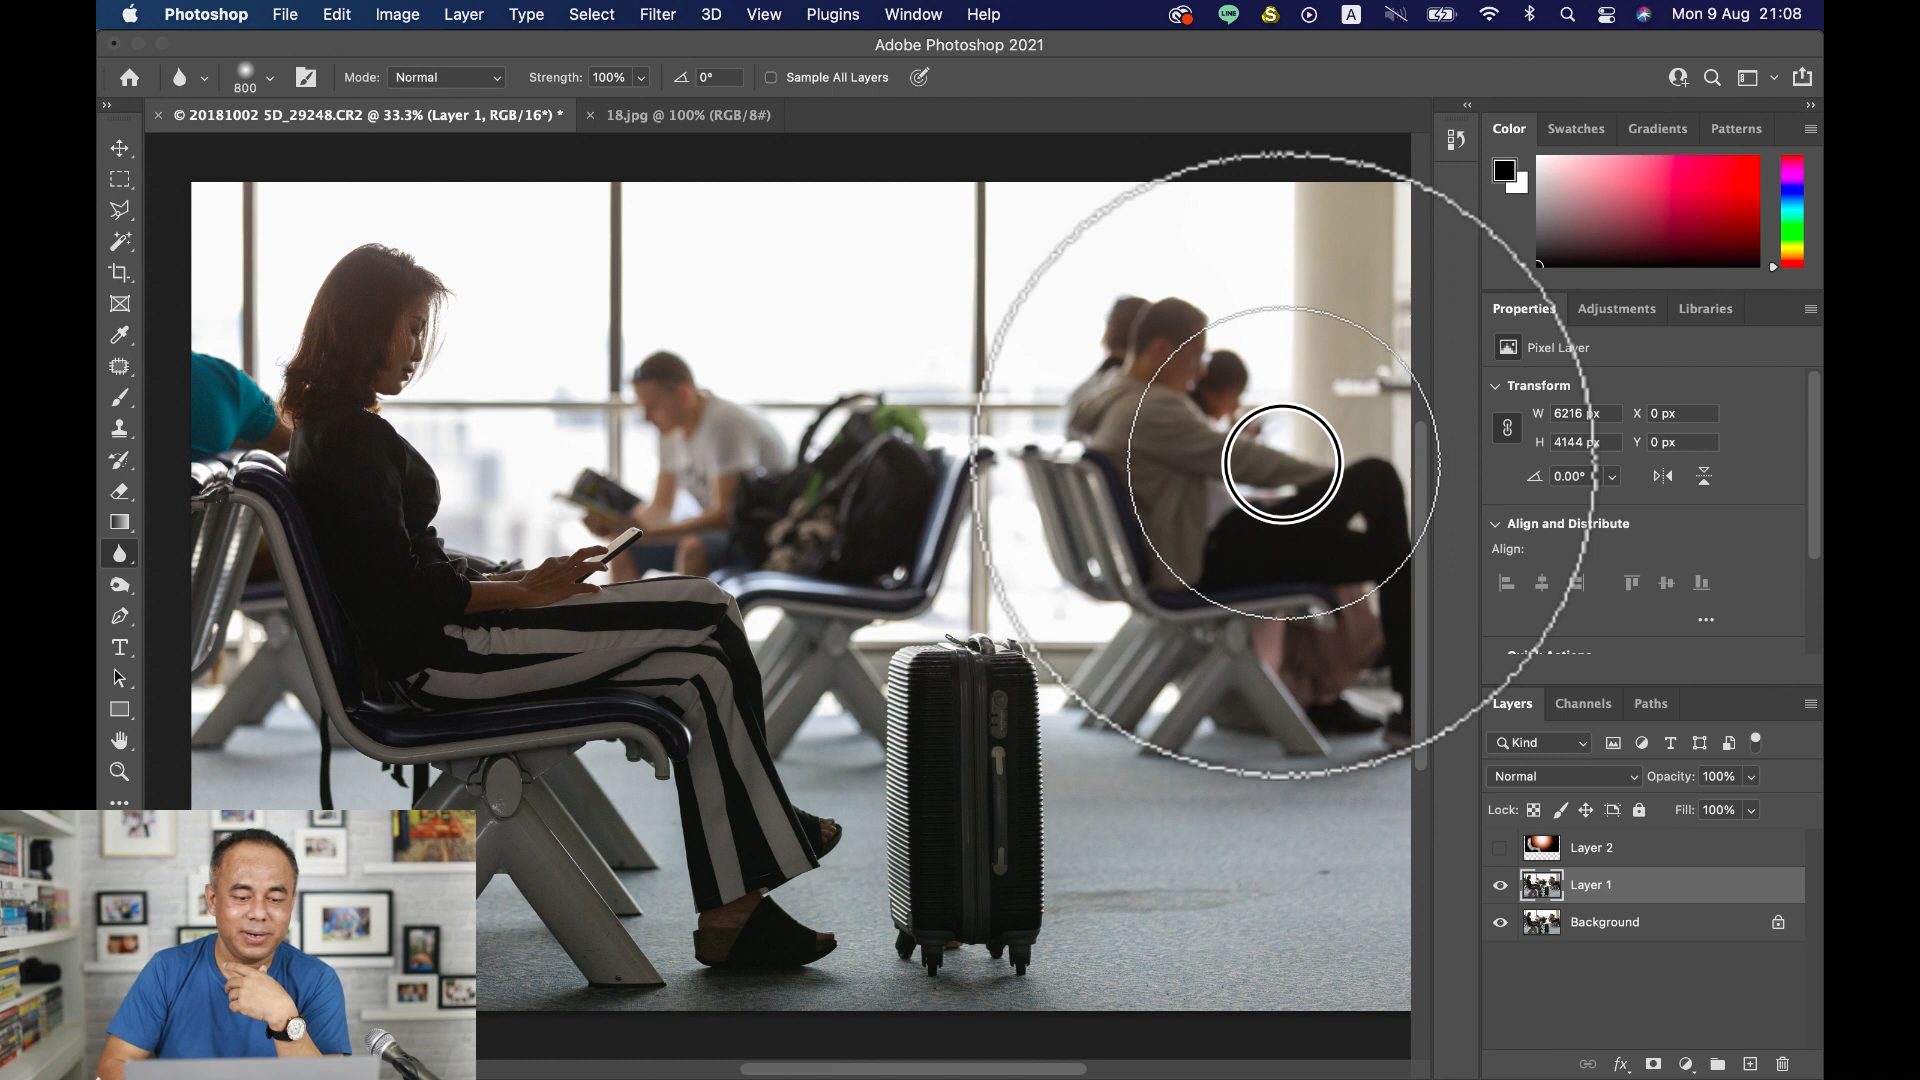 Photoshop File Edit Image Layer Type Select Filter 3D View Plugins Window Help LINE S A Mon 9 Aug 21:08
Adobe Photoshop 2021
800 Mode: Normal Strength: 100% 0° Sample All Layers
© 20181002 5D_29248.CR2 @ 33.3% (Layer 1, RGB/16*) * 18.jpg @ 100% (RGB/8#)
Color Swatches Gradients Patterns
Properties Adjustments Libraries
Pixel Layer
Transform
W 6216 px X 0 px
H 4144 px Y 0 px
0.00°
Align and Distribute
Align:
Quick Actions
Layers Channels Paths
Kind
Normal Opacity: 100%
Lock: Fill: 100%
Layer 2
Layer 1
Background
fx